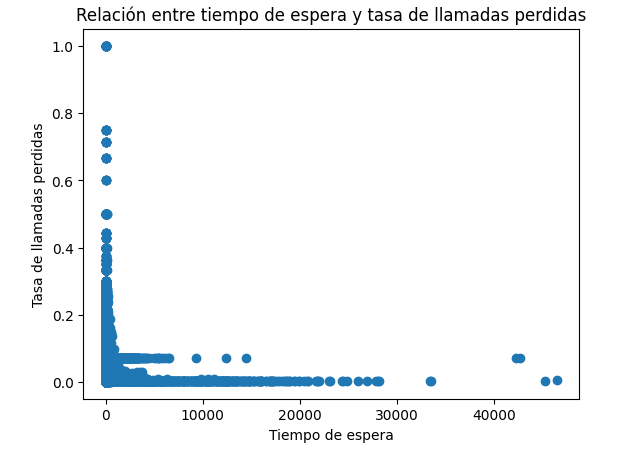 Relación entre tiempo de espera y tasa de llamadas perdidas
Tasa de llamadas perdidas
1.0
0.8
0.6
0.4
0.2
0.0
0 10000 20000 30000 40000
Tiempo de espera